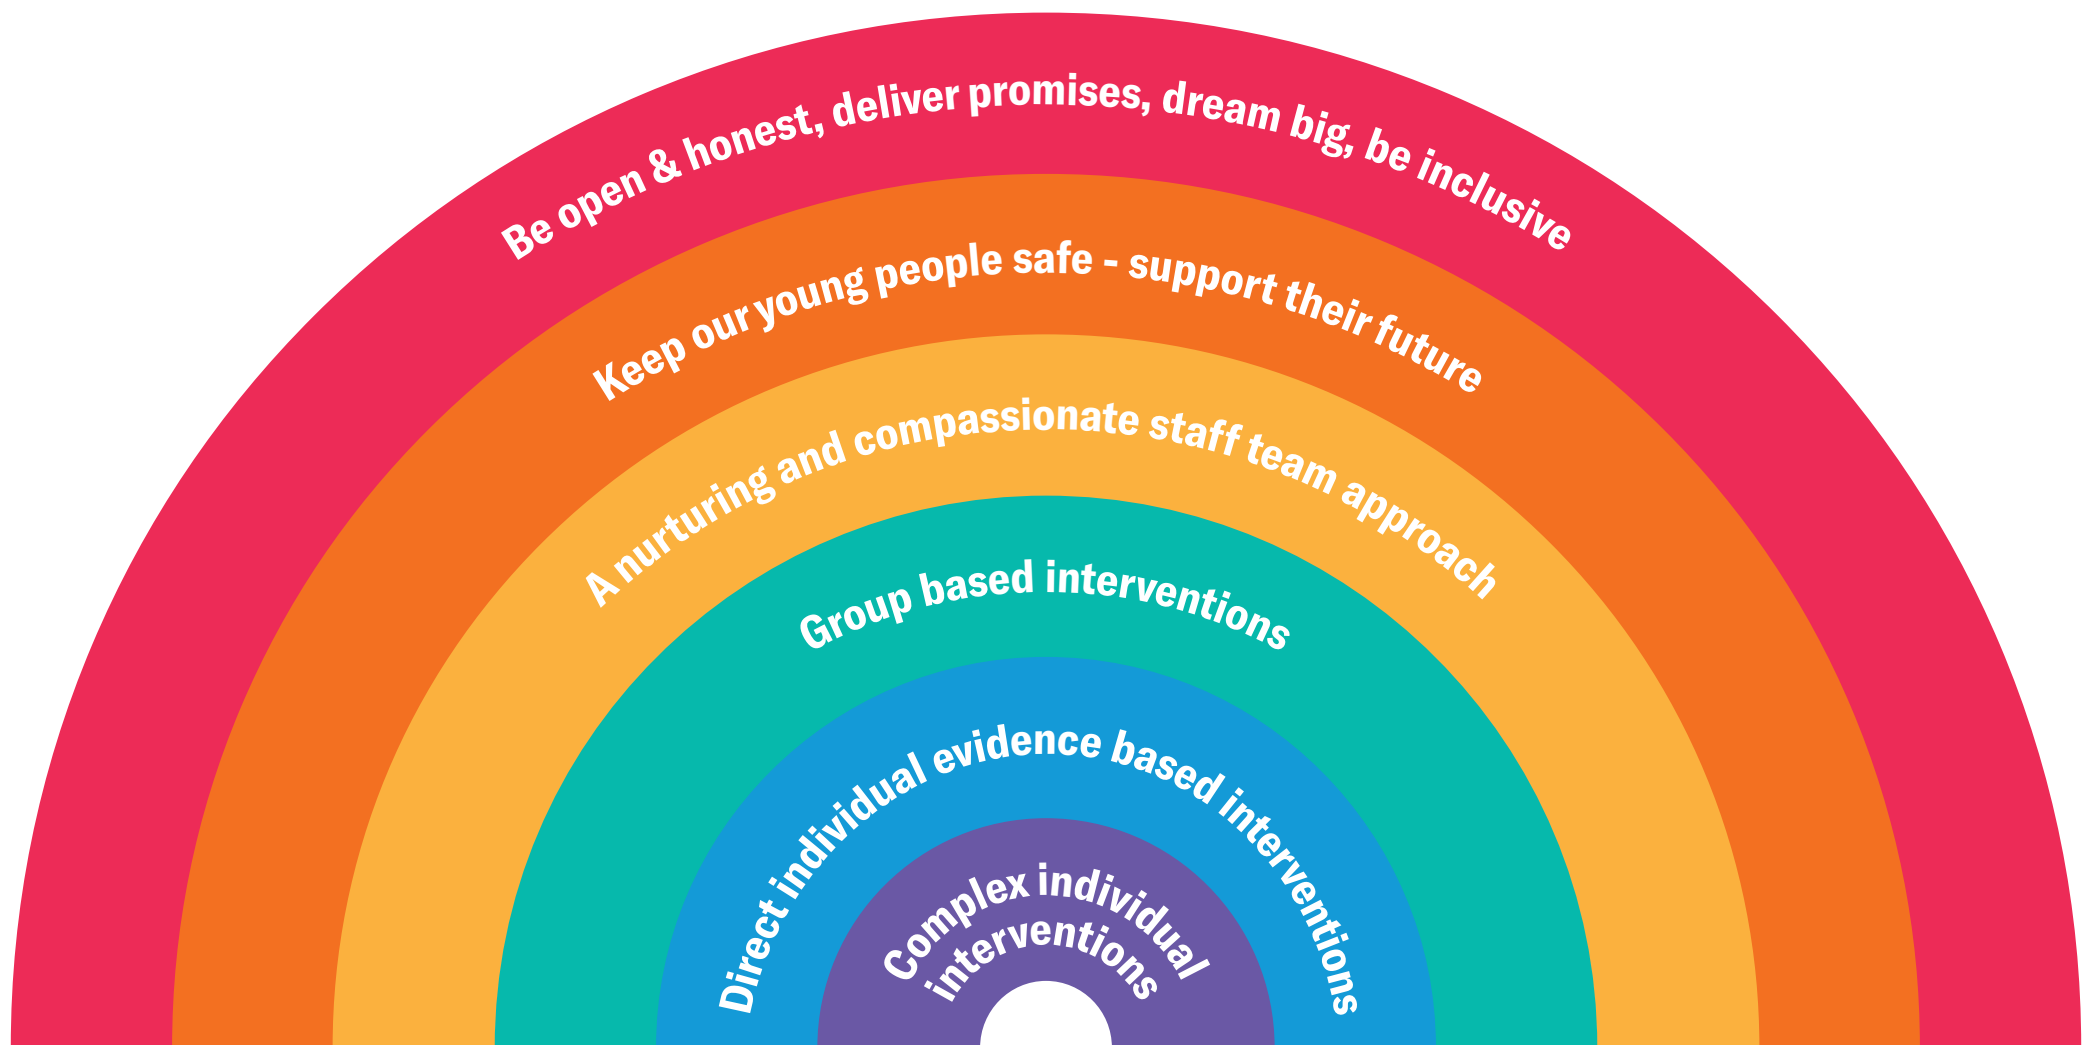 Be open & honest, deliver promises, dream big, be inclusive
Keep our young people safe - support their future
A nurturing and compassionate staff team approach
Group based interventions
Direct individual evidence based interventions
Complex individual
interventions